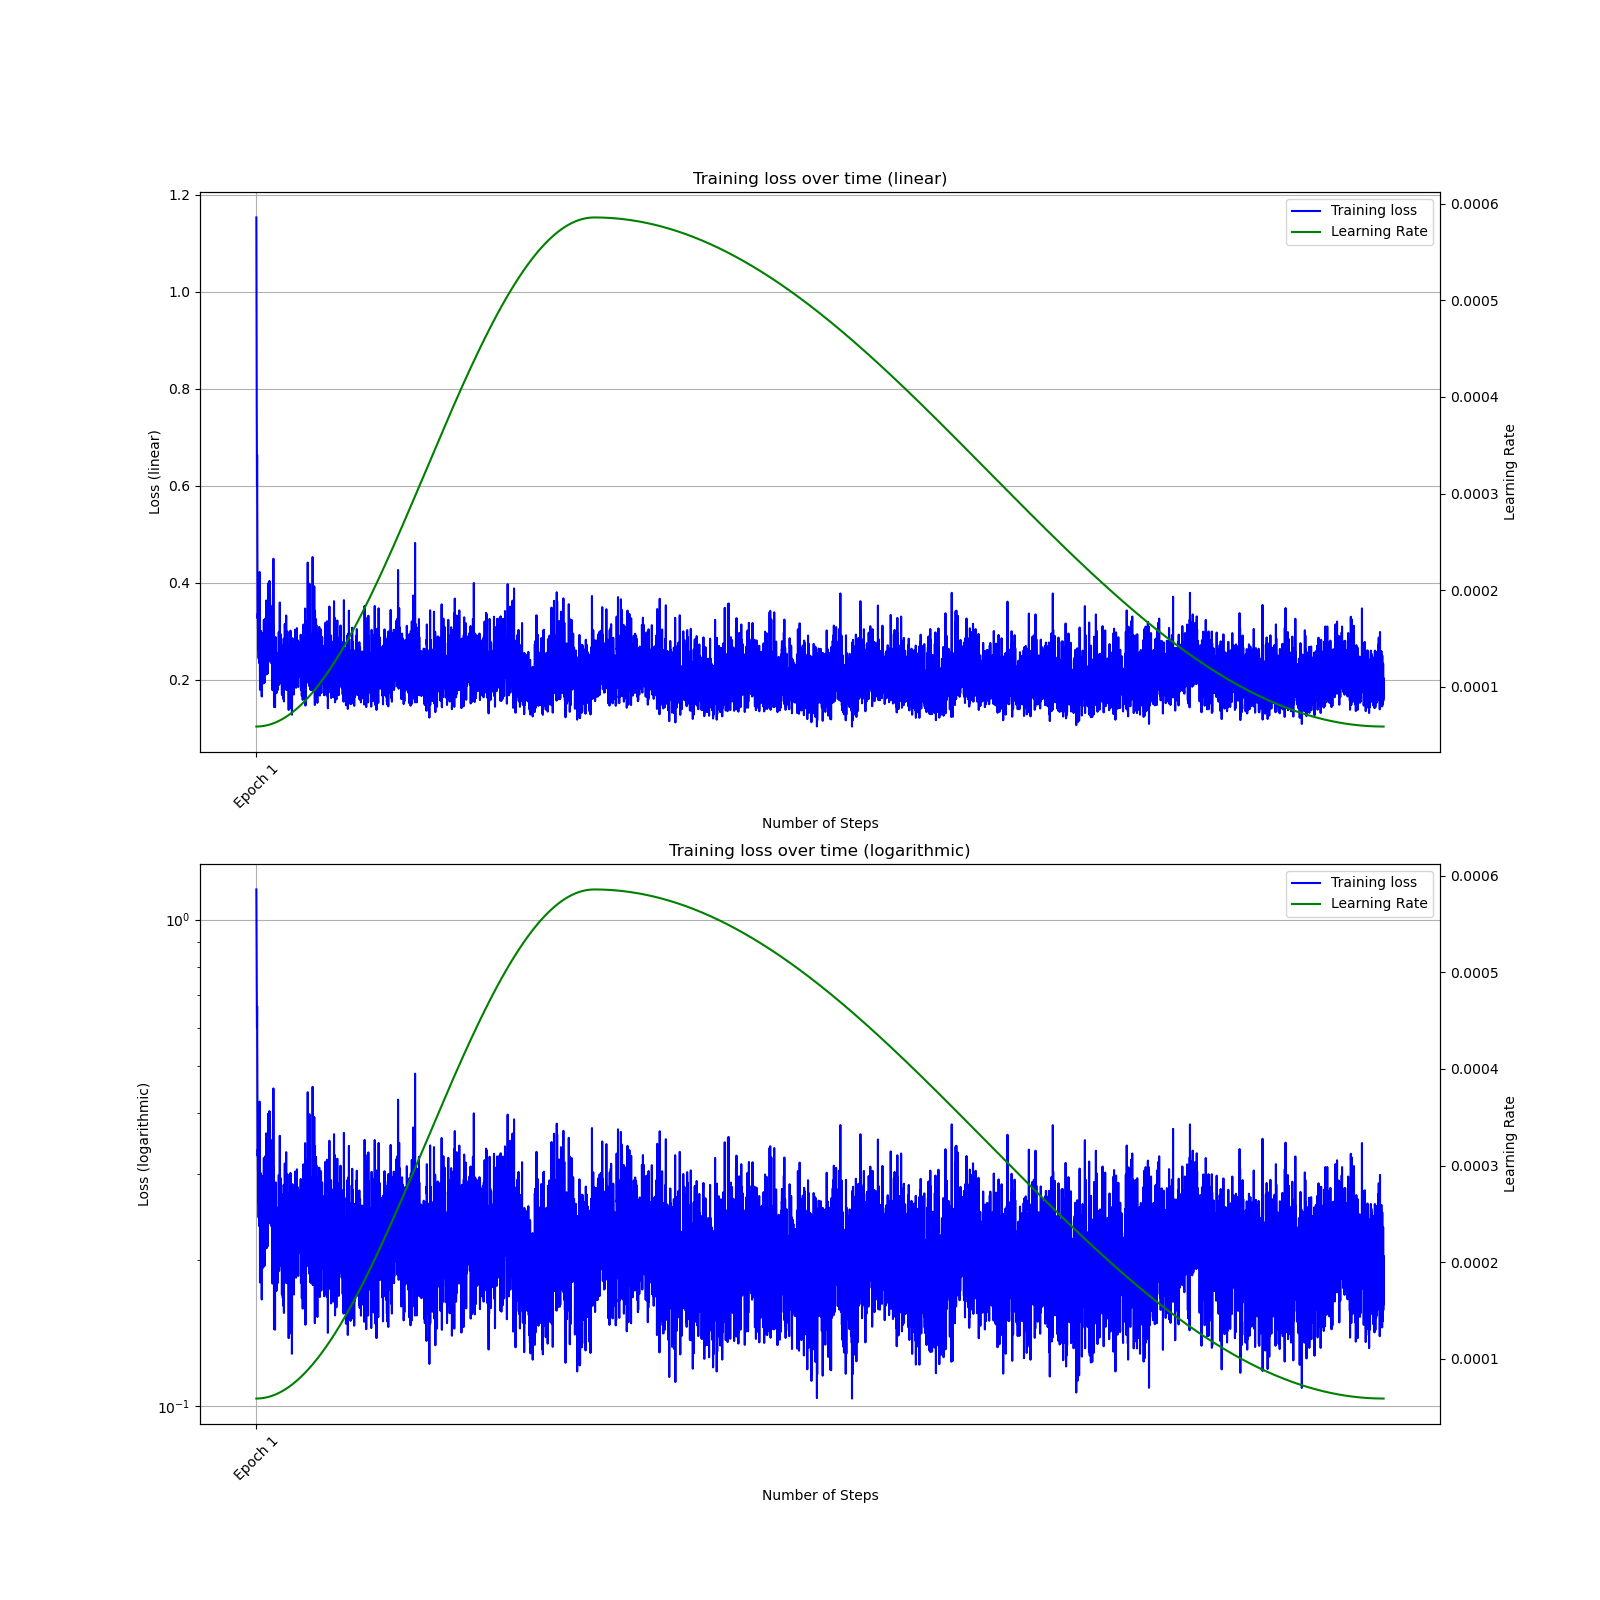 Training loss over time (linear)
1.2
1.0
0.8
0.6
0.4
0.2
Loss (linear)
Training loss
Learning Rate
0.0006
0.0005
0.0004
0.0003
0.0002
0.0001
Learning Rate
Epoch 1
Number of Steps
Training loss over time (logarithmic)
10⁰
10⁻¹
Loss (logarithmic)
Training loss
Learning Rate
0.0006
0.0005
0.0004
0.0003
0.0002
0.0001
Learning Rate
Epoch 1
Number of Steps